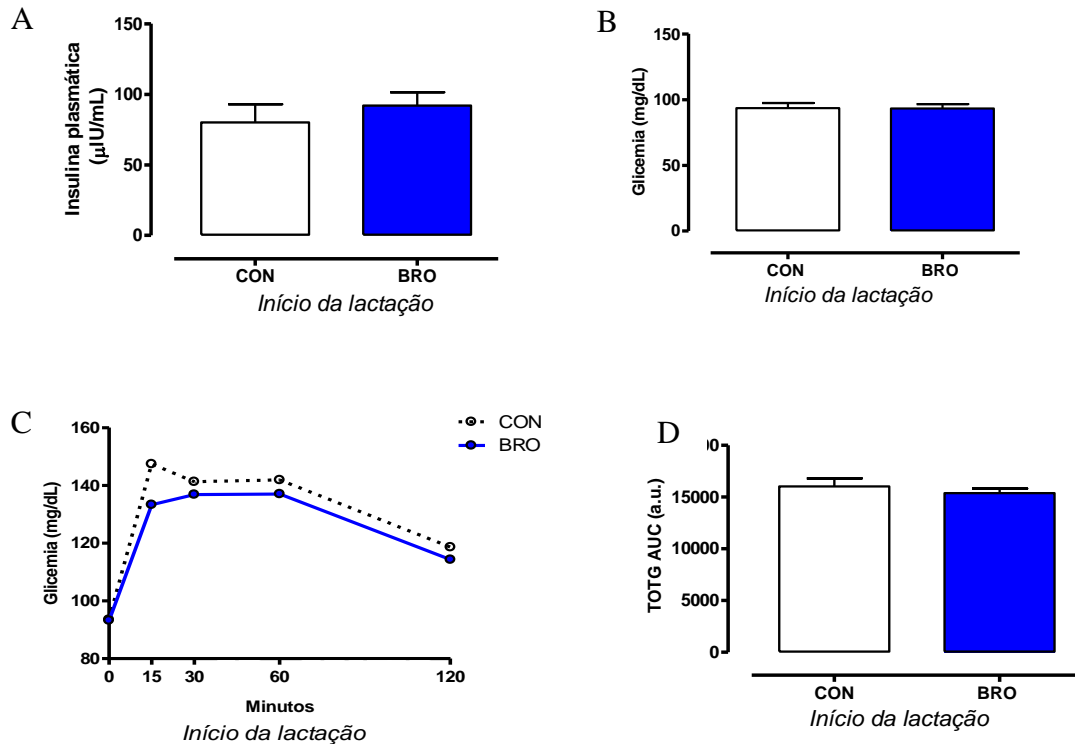 A
Insulina plasmática
(µIU/mL)
150
100
50
0
CON BRO
Início da lactação
B
Glicemia (mg/dL)
150
100
50
0
CON BRO
Início da lactação
C
Glicemia (mg/dL)
160
140
120
100
80
0 15 30 60 120
Minutos
Início da lactação
CON
BRO
D
TOTG AUC (a.u.)
15000
10000
5000
0
CON BRO
Início da lactação